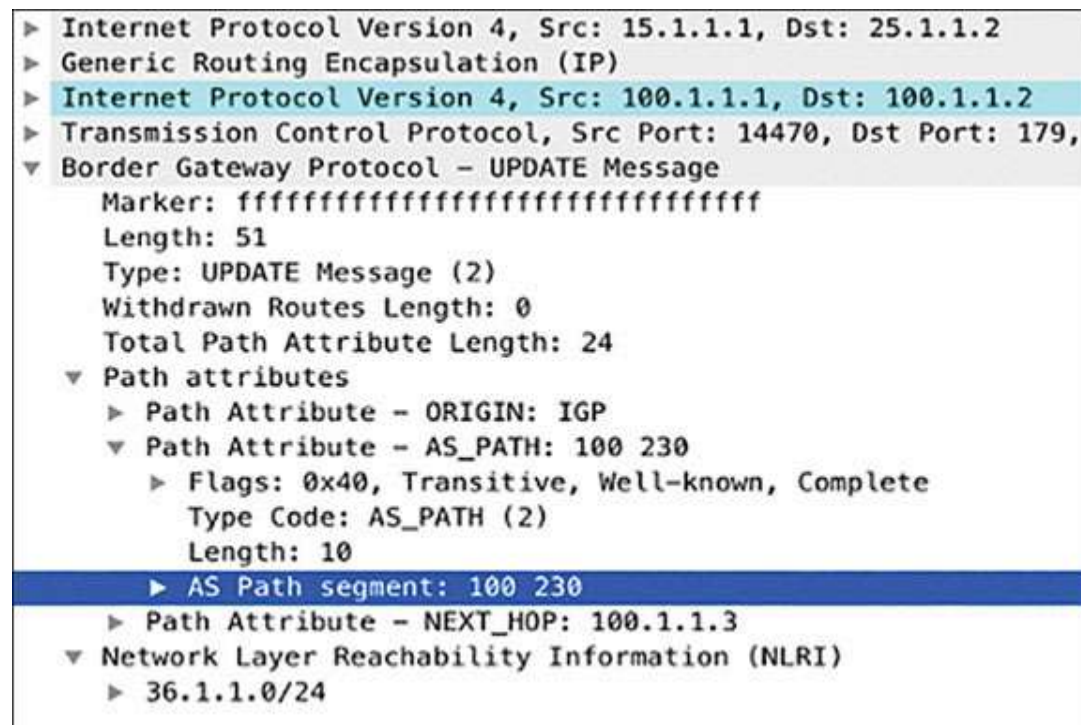 Internet Protocol Version 4, Src: 15.1.1.1, Dst: 25.1.1.2
Generic Routing Encapsulation (IP)
Internet Protocol Version 4, Src: 100.1.1.1, Dst: 100.1.1.2
Transmission Control Protocol, Src Port: 14470, Dst Port: 179,
Border Gateway Protocol – UPDATE Message
Marker: ffffffffffffffffffffffffffffffff
Length: 51
Type: UPDATE Message (2)
Withdrawn Routes Length: 0
Total Path Attribute Length: 24
Path attributes
Path Attribute – ORIGIN: IGP
Path Attribute – AS_PATH: 100 230
Flags: 0x40, Transitive, Well-known, Complete
Type Code: AS_PATH (2)
Length: 10
AS Path segment: 100 230
Path Attribute – NEXT_HOP: 100.1.1.3
Network Layer Reachability Information (NLRI)
36.1.1.0/24